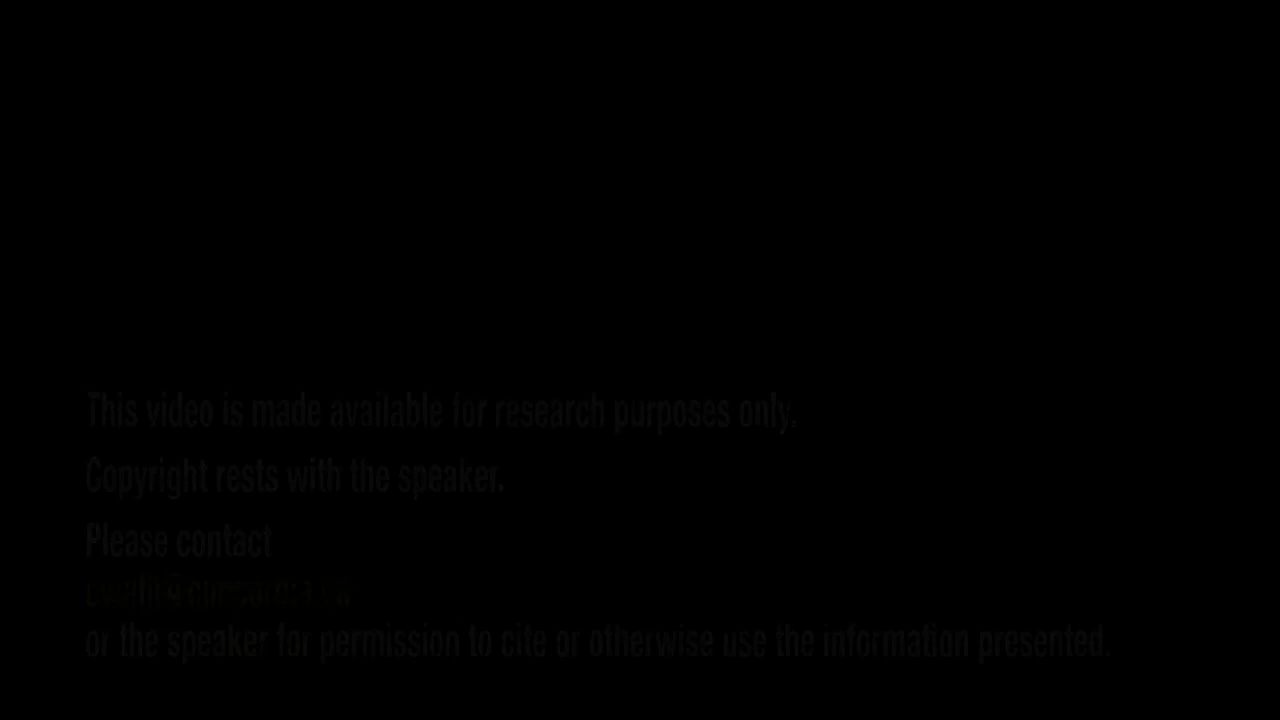 This video is made available for research purposes only.
Copyright rests with the speaker.
Please contact
or the speaker for permission to cite or otherwise use the information presented.